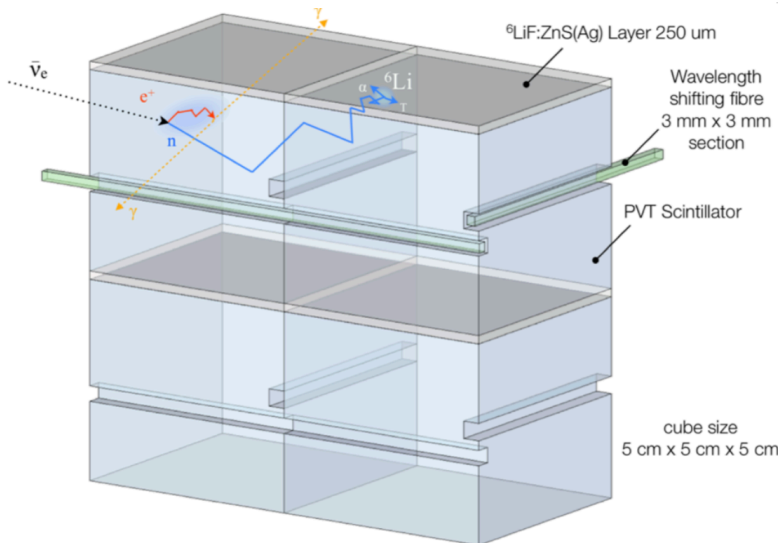 ⁶LiF:ZnS(Ag) Layer 250 um
ν̄e
e⁺
n
γ
γ
α
⁶Li
T
Wavelength
shifting fibre
3 mm x 3 mm
section
PVT Scintillator
cube size
5 cm x 5 cm x 5 cm